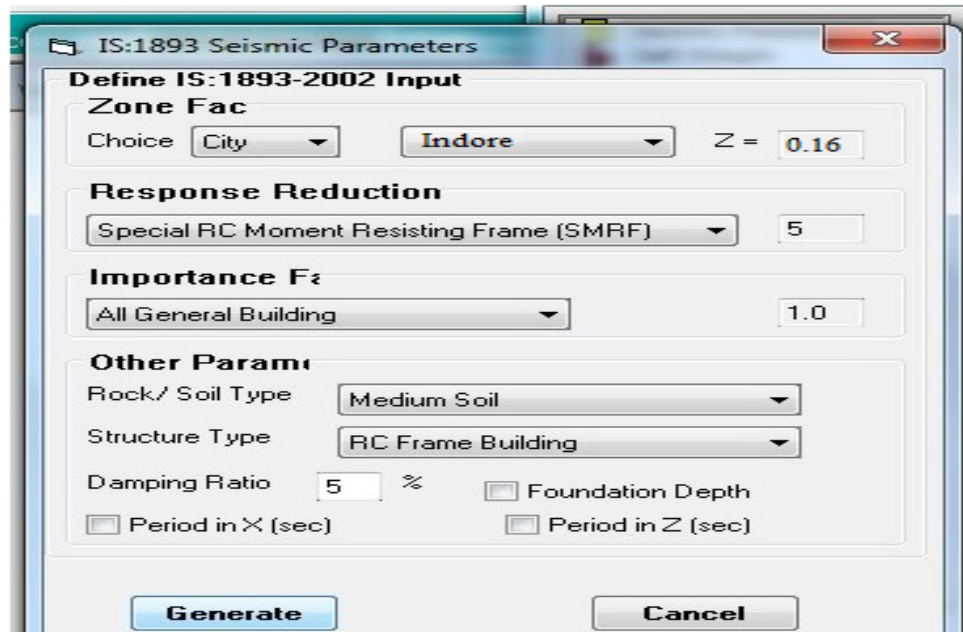 IS:1893 Seismic Parameters
Define IS:1893-2002 Input
Zone Fac
Choice City Indore Z = 0.16
Response Reduction
Special RC Moment Resisting Frame (SMRF) 5
Importance Fa
All General Building 1.0
Other Param
Rock/ Soil Type Medium Soil
Structure Type RC Frame Building
Damping Ratio 5 % Foundation Depth
Period in X (sec) Period in Z (sec)
Generate Cancel